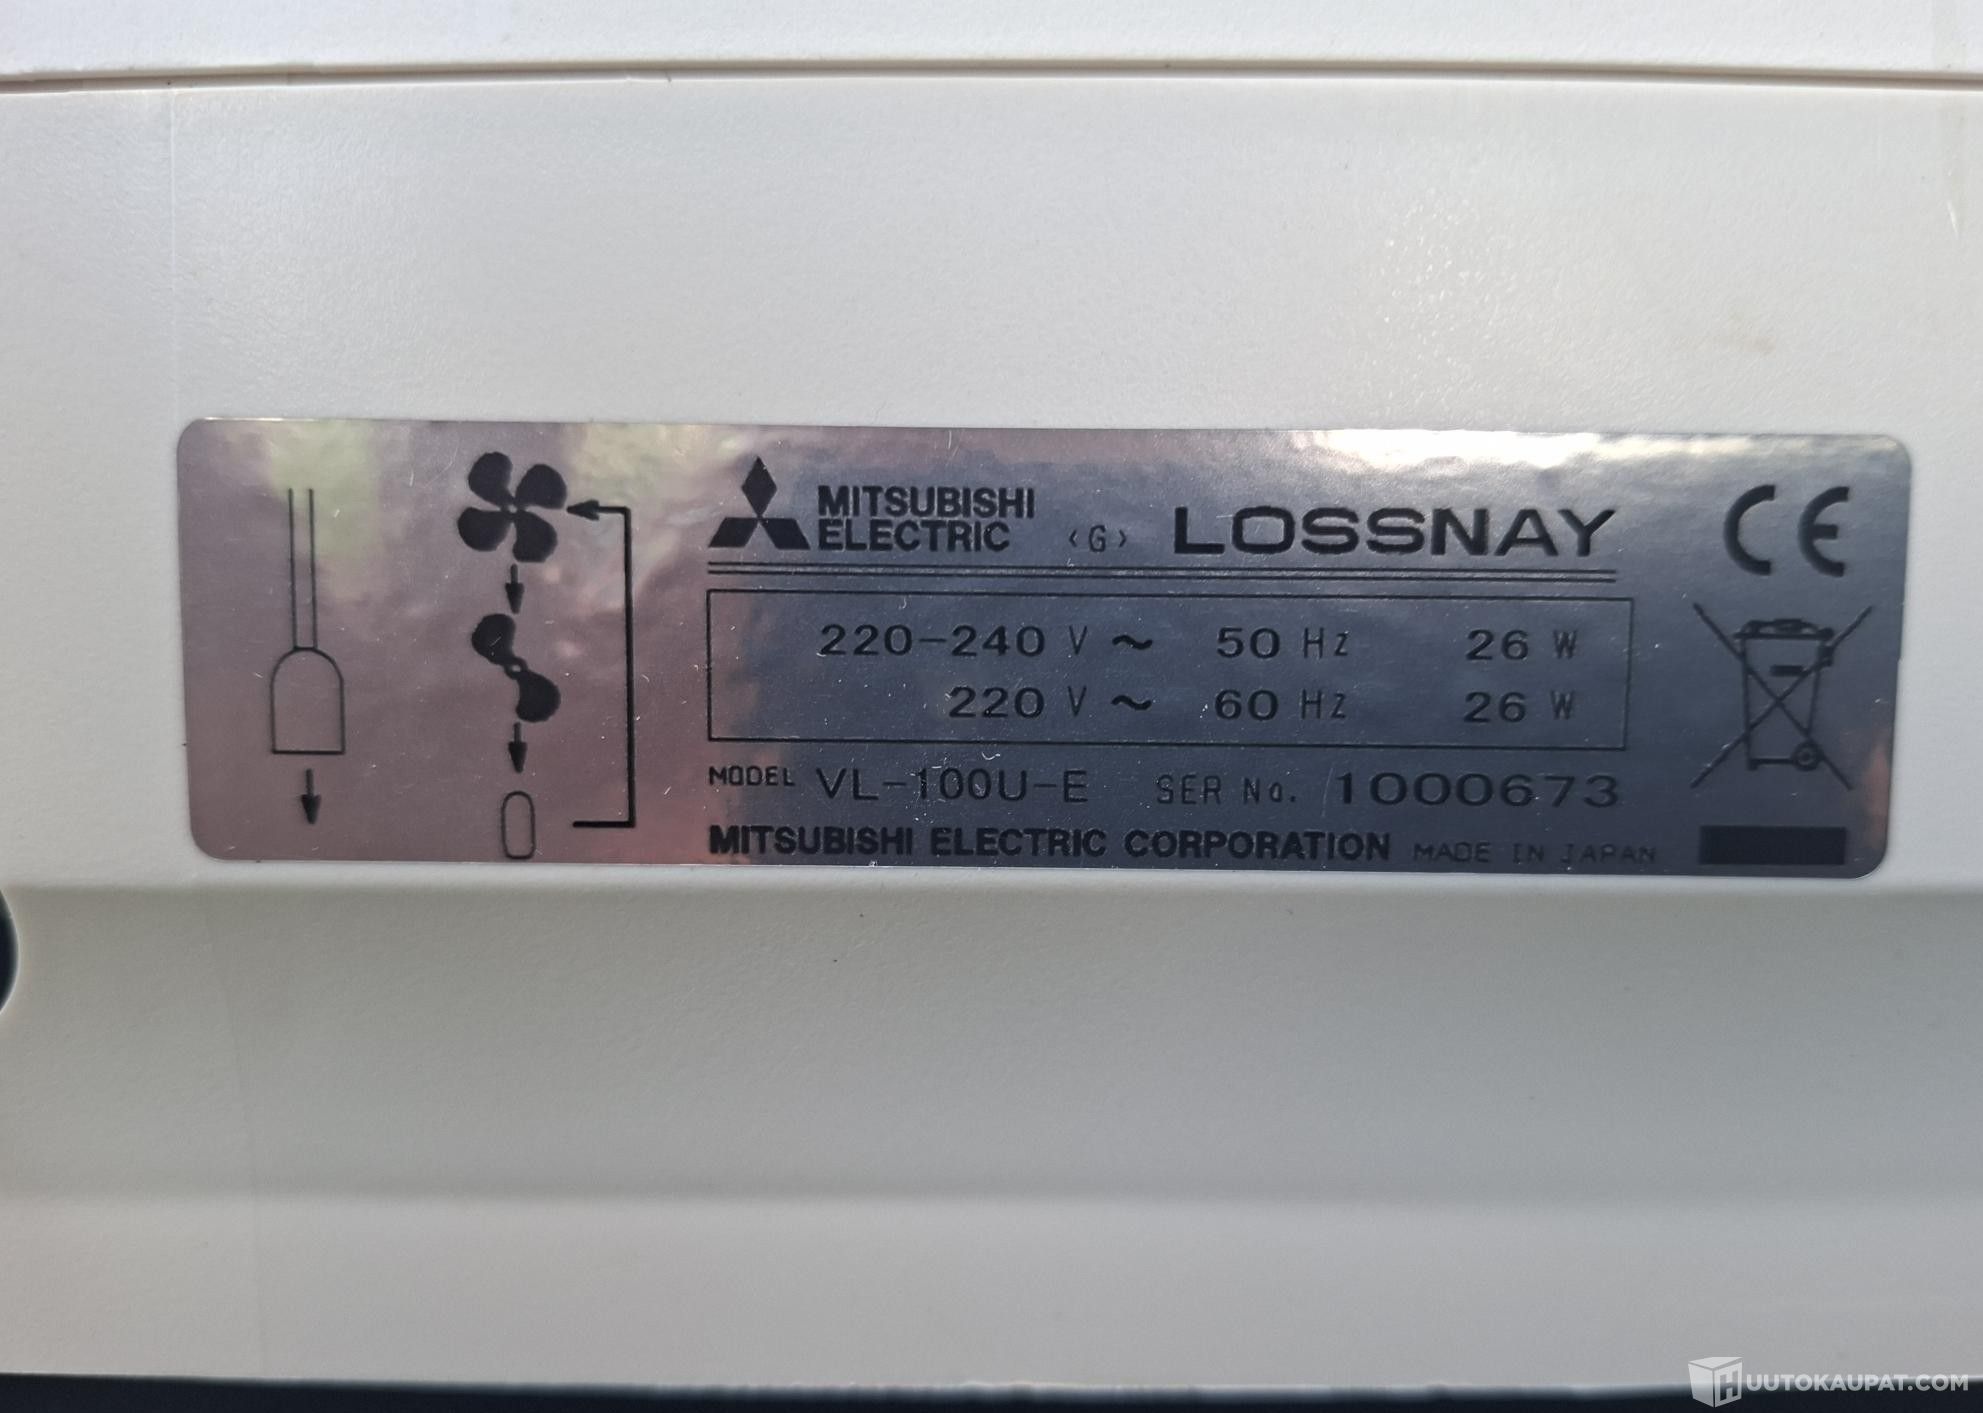 MITSUBISHI
ELECTRIC <G> LOSSNAY
CE
220-240 V ~ 50 Hz 26 W
220 V ~ 60 Hz 26 W
MODEL VL-100U-E SER No. 1000673
MITSUBISHI ELECTRIC CORPORATION MADE IN JAPAN
HUUTOKAUPAT.COM